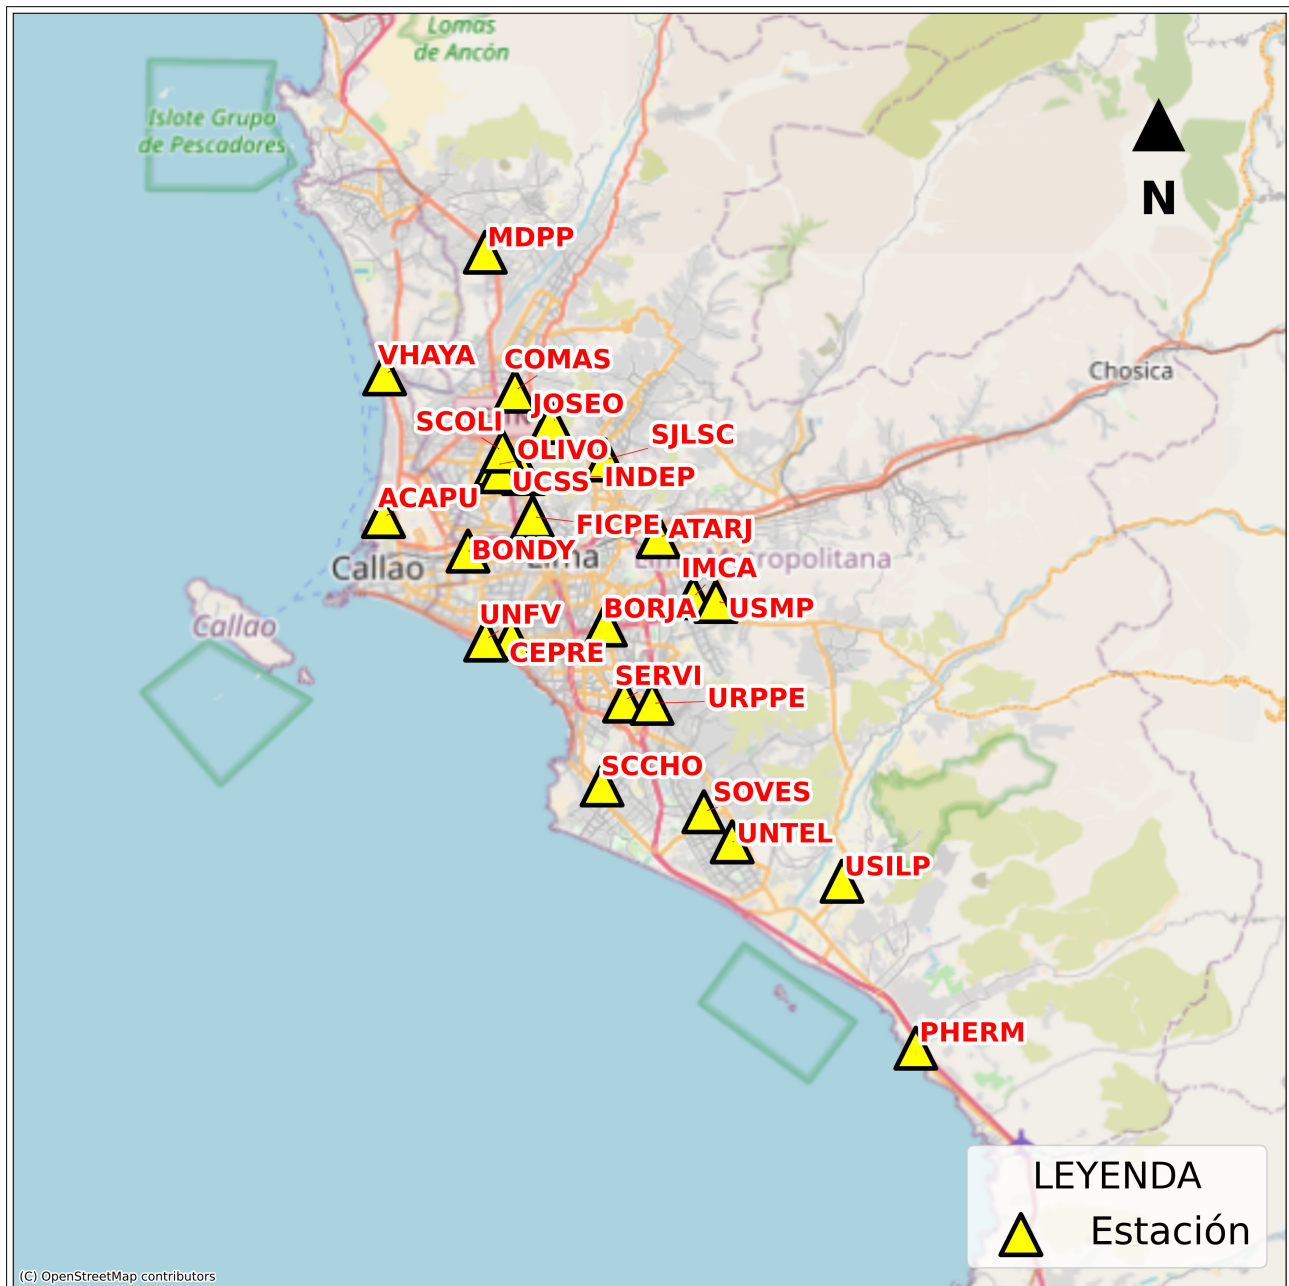 Lomas
de Ancón
Islote Grupo
de Pescadores
N
MDPP
VHAYA
COMAS
Chosica
JOSEO
SCOLI
SJLSC
OLIVO
INDEP
UCSS
ACAPU
FICPE
ATARJ
BONDY
Lima
Metropolitana
Callao
IMCA
BORJA
USMP
UNFV
Callao
CEPRE
SERVI
URPPE
SCCHO
SOVES
UNTEL
USILP
PHERM
LEYENDA
Estación
(C) OpenStreetMap contributors